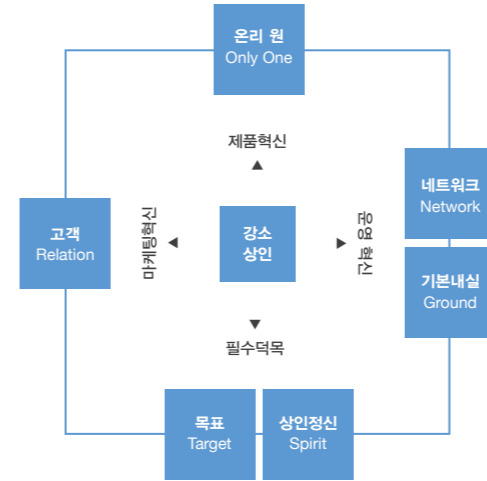 온리 원
Only One
제품혁신
▲
네트워크
Network
고객
Relation
마케팅혁신
◀
강소
상인
▶
운영 혁신
기본내실
Ground
▼
필수덕목
목표
Target
상인정신
Spirit